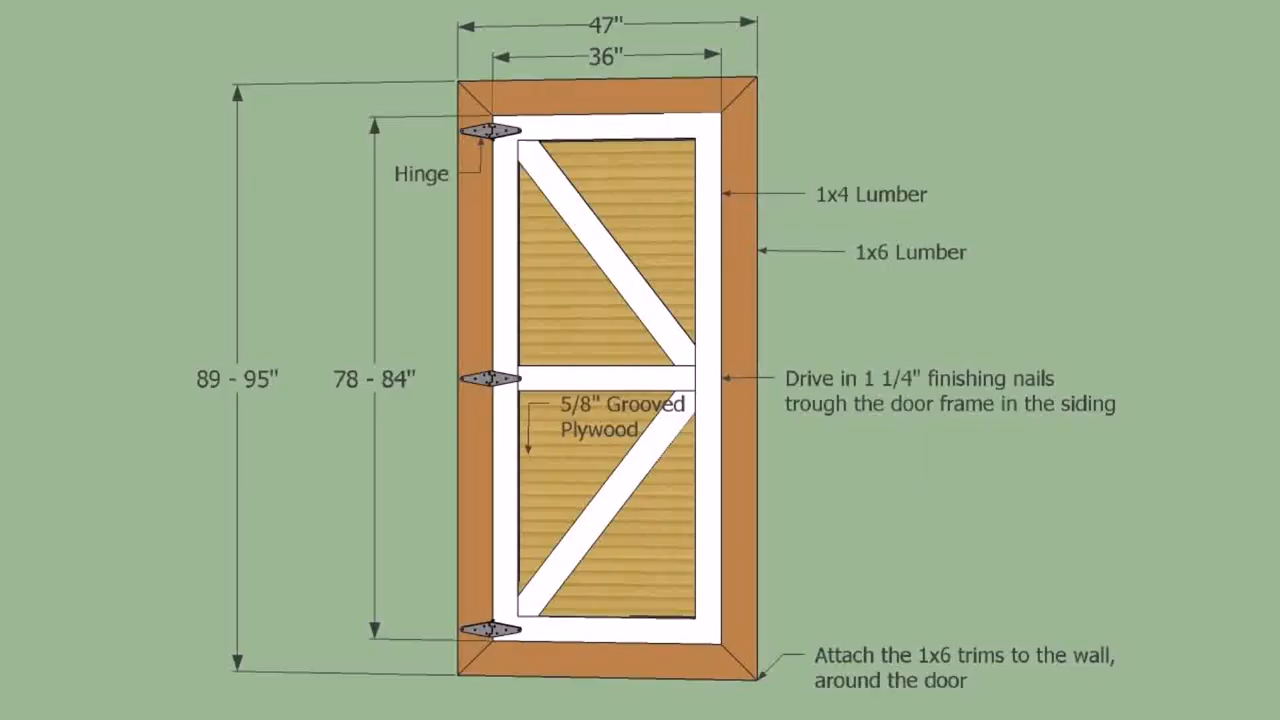 47"
36"
Hinge
1x4 Lumber
1x6 Lumber
89 - 95"
78 - 84"
Drive in 1 1/4" finishing nails
trough the door frame in the siding
5/8" Grooved
Plywood
Attach the 1x6 trims to the wall,
around the door